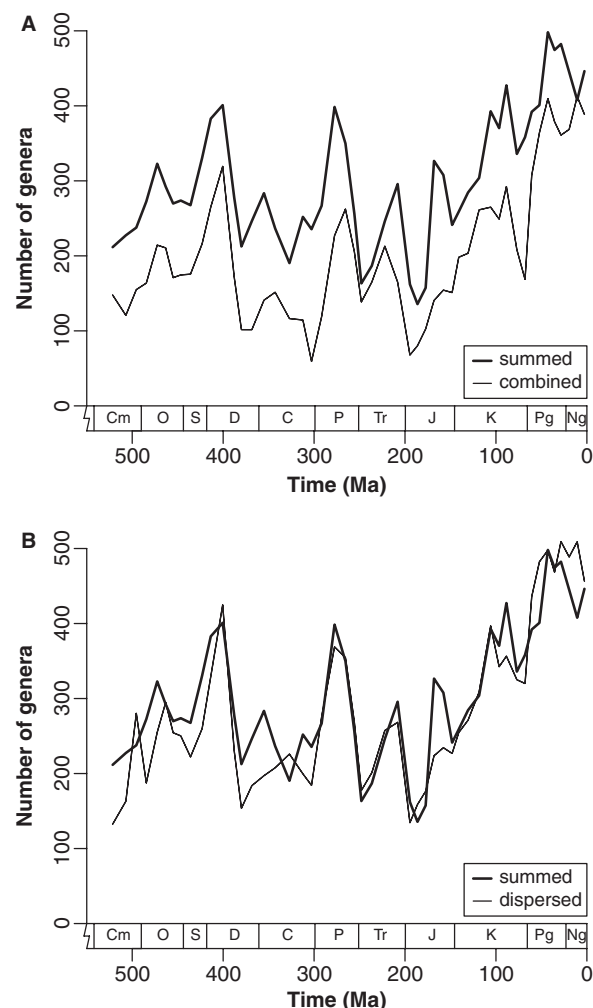 A
Number of genera
500
400
300
200
100
0
summed
combined
Cm O S D C P Tr J K Pg Ng
500 400 300 200 100 0
Time (Ma)
B
Number of genera
500
400
300
200
100
0
summed
dispersed
Cm O S D C P Tr J K Pg Ng
500 400 300 200 100 0
Time (Ma)